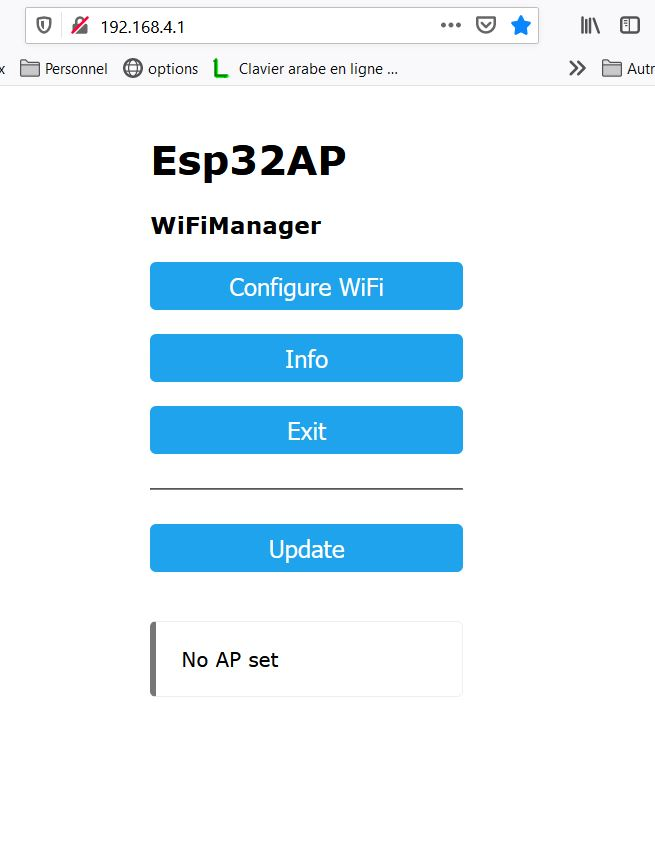 192.168.4.1
x Personnel options Clavier arabe en ligne ... Autr
Esp32AP
WiFiManager
Configure WiFi
Info
Exit
Update
No AP set